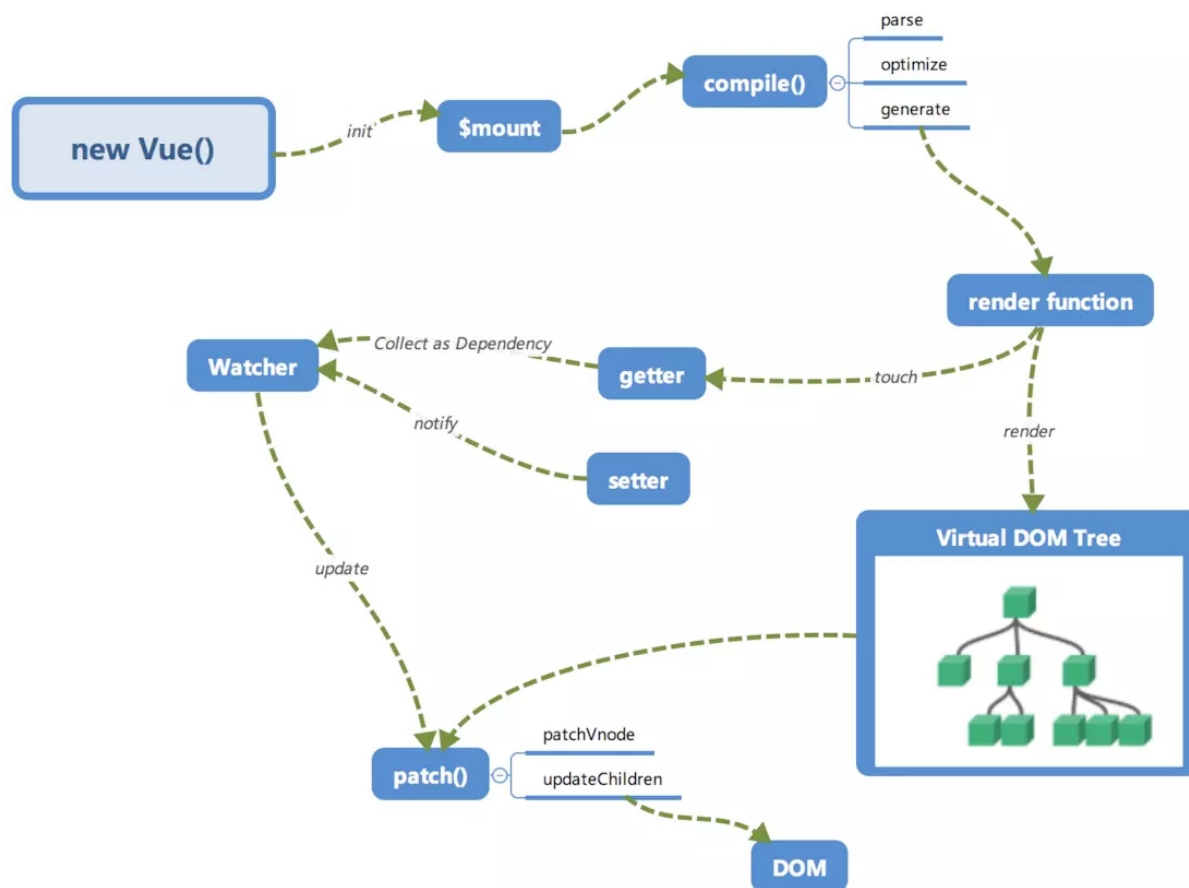 parse
compile()
optimize
generate
$mount
init
new Vue()
render function
Collect as Dependency
Watcher
getter
touch
notify
render
setter
Virtual DOM Tree
update
patchVnode
patch()
updateChildren
DOM